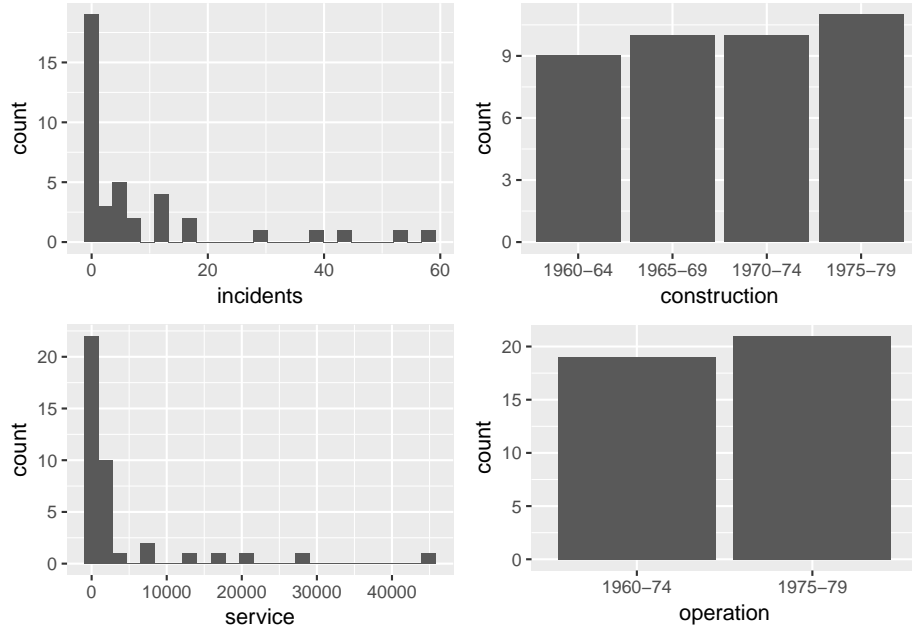 count
15
10
5
0
0 20 40 60
incidents
count
9
6
3
0
1960−64 1965−69 1970−74 1975−79
construction
count
20
15
10
5
0
0 10000 20000 30000 40000
service
count
20
15
10
5
0
1960−74 1975−79
operation